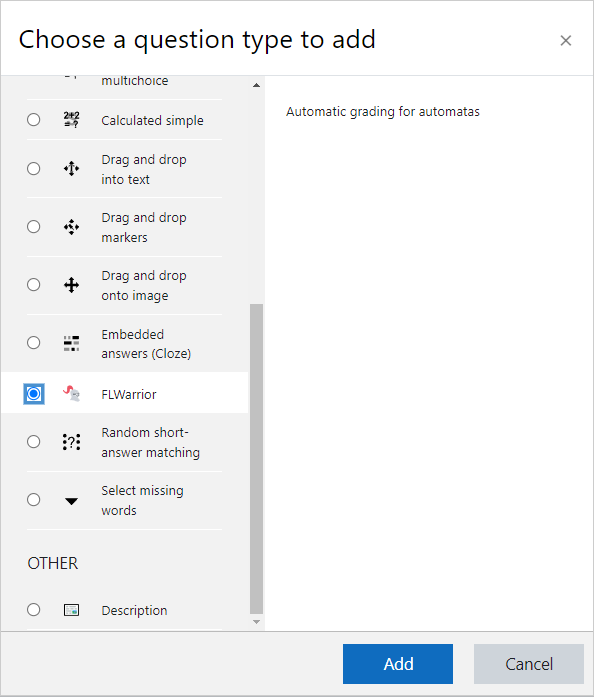 Choose a question type to add
×
multichoice
Calculated simple
Automatic grading for automatas
Drag and drop
into text
Drag and drop
markers
Drag and drop
onto image
Embedded
answers (Cloze)
FLWarrior
Random short-
answer matching
Select missing
words
OTHER
Description
Add
Cancel